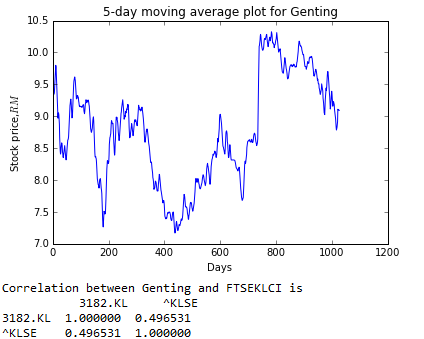 5-day moving average plot for Genting
10.5
10.0
9.5
9.0
8.5
8.0
7.5
7.0
Stock price,RM
0 200 400 600 800 1000 1200
Days
Correlation between Genting and FTSEKLCI is
3182.KL ^KLSE
3182.KL 1.000000 0.496531
^KLSE 0.496531 1.000000